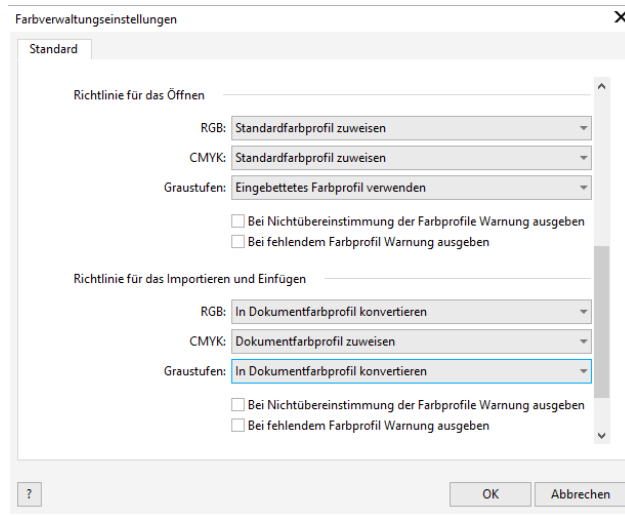 Farbverwaltungseinstellungen
Standard
Richtlinie für das Öffnen
RGB: Standardfarbprofil zuweisen
CMYK: Standardfarbprofil zuweisen
Graustufen: Eingebettetes Farbprofil verwenden
Bei Nichtübereinstimmung der Farbprofile Warnung ausgeben
Bei fehlendem Farbprofil Warnung ausgeben
Richtlinie für das Importieren und Einfügen
RGB: In Dokumentfarbprofil konvertieren
CMYK: Dokumentfarbprofil zuweisen
Graustufen: In Dokumentfarbprofil konvertieren
Bei Nichtübereinstimmung der Farbprofile Warnung ausgeben
Bei fehlendem Farbprofil Warnung ausgeben
? OK Abbrechen